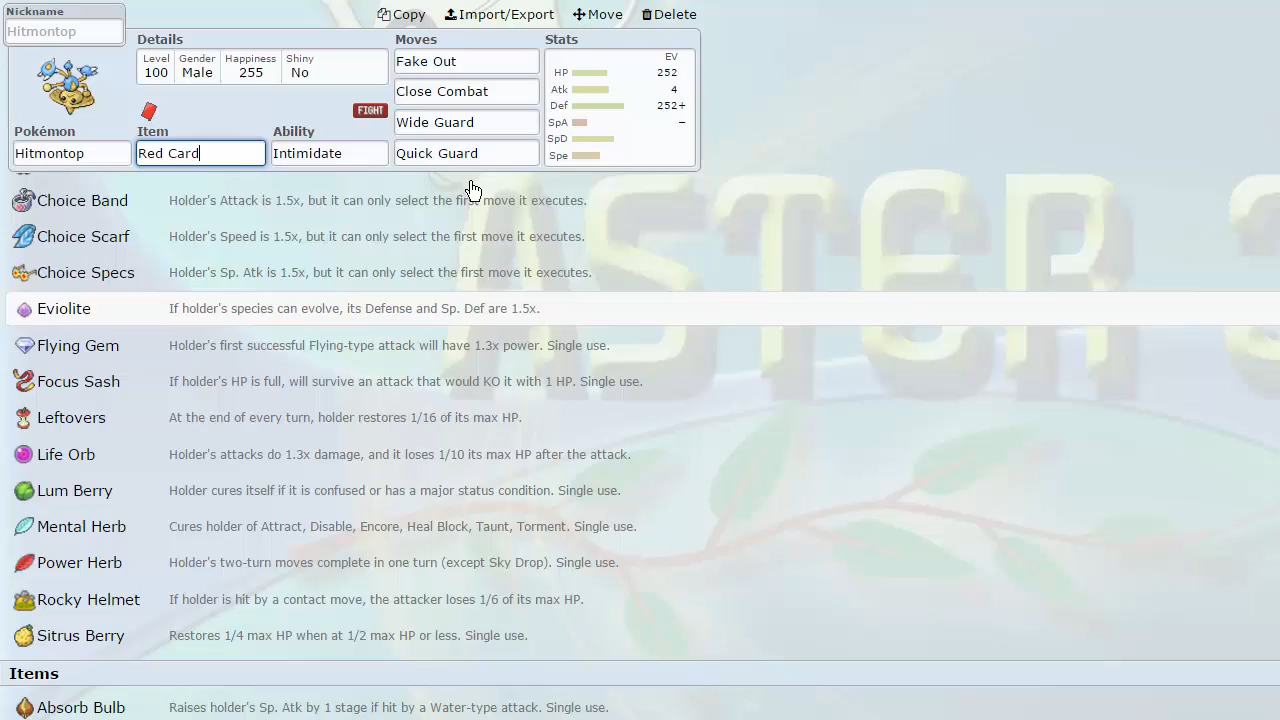 Nickname
Hitmontop
Copy Import/Export Move Delete
Details
Level Gender Happiness Shiny
100 Male 255 No
FIGHT
Pokémon Item Ability
Hitmontop Red Card Intimidate
Moves
Fake Out
Close Combat
Wide Guard
Quick Guard
Stats
EV
HP 252
Atk 4
Def 252+
SpA –
SpD
Spe
Choice Band Holder's Attack is 1.5x, but it can only select the first move it executes.
Choice Scarf Holder's Speed is 1.5x, but it can only select the first move it executes.
Choice Specs Holder's Sp. Atk is 1.5x, but it can only select the first move it executes.
Eviolite If holder's species can evolve, its Defense and Sp. Def are 1.5x.
Flying Gem Holder's first successful Flying-type attack will have 1.3x power. Single use.
Focus Sash If holder's HP is full, will survive an attack that would KO it with 1 HP. Single use.
Leftovers At the end of every turn, holder restores 1/16 of its max HP.
Life Orb Holder's attacks do 1.3x damage, and it loses 1/10 its max HP after the attack.
Lum Berry Holder cures itself if it is confused or has a major status condition. Single use.
Mental Herb Cures holder of Attract, Disable, Encore, Heal Block, Taunt, Torment. Single use.
Power Herb Holder's two-turn moves complete in one turn (except Sky Drop). Single use.
Rocky Helmet If holder is hit by a contact move, the attacker loses 1/6 of its max HP.
Sitrus Berry Restores 1/4 max HP when at 1/2 max HP or less. Single use.
Items
Absorb Bulb Raises holder's Sp. Atk by 1 stage if hit by a Water-type attack. Single use.
ASTER